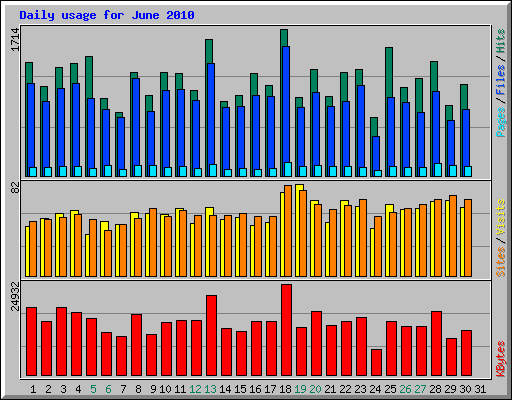 Daily usage for June 2010
1714
Pages / Files / Hits
82
Sites / Visits
24932
KBytes
1 2 3 4 5 6 7 8 9 10 11 12 13 14 15 16 17 18 19 20 21 22 23 24 25 26 27 28 29 30 31